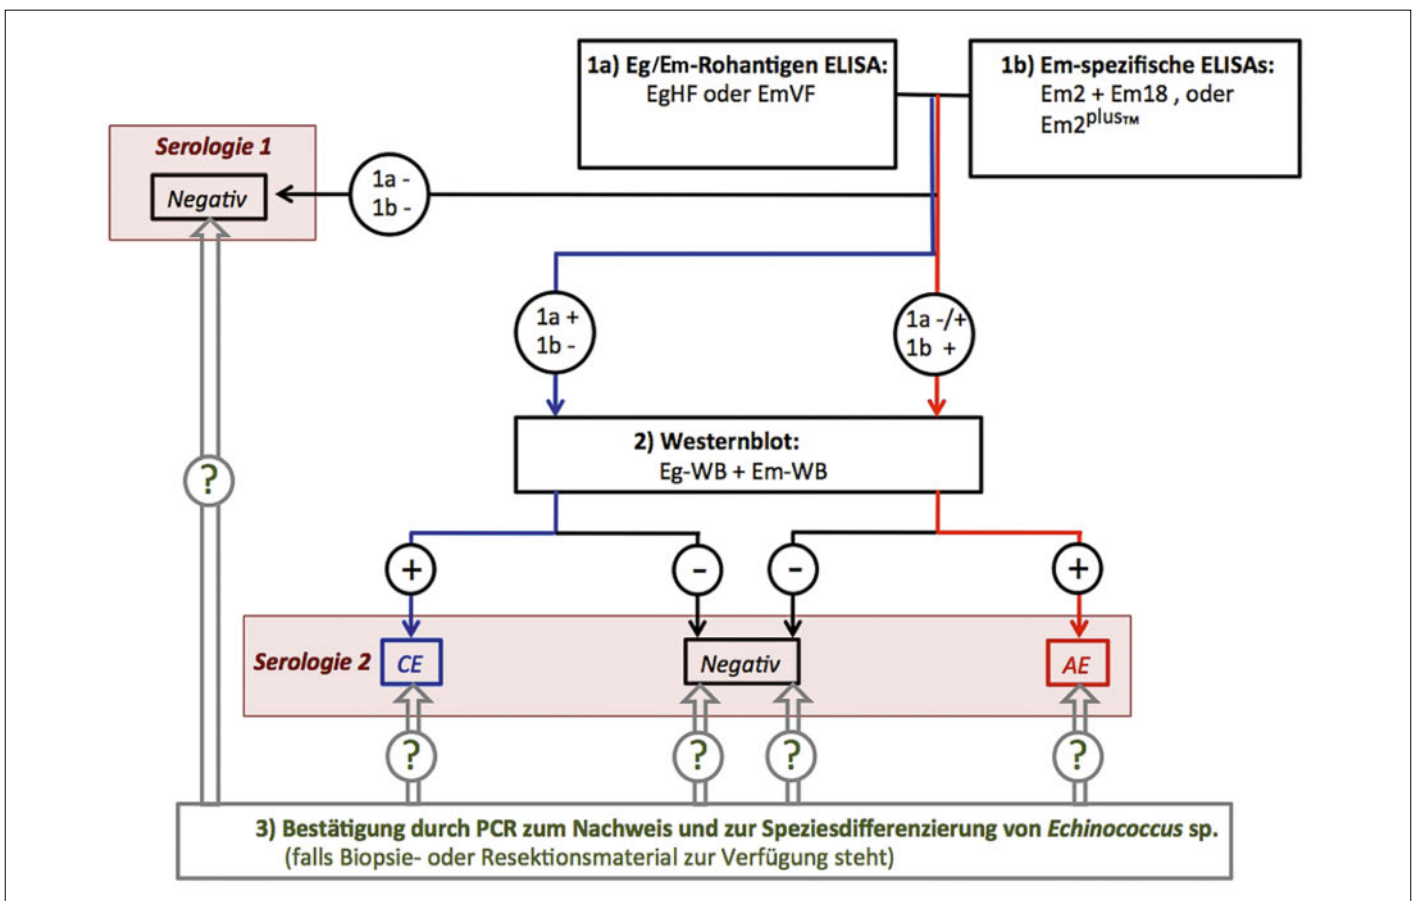 1a) Eg/Em-Rohantigen ELISA:
EgHF oder EmVF
1b) Em-spezifische ELISAs:
Em2 + Em18 , oder
Em2plus™
Serologie 1
Negativ
1a -
1b -
1a +
1b -
1a -/+
1b +
2) Westernblot:
Eg-WB + Em-WB
+
-
-
+
Serologie 2
CE
Negativ
AE
?
?
?
?
?
3) Bestätigung durch PCR zum Nachweis und zur Speziesdifferenzierung von Echinococcus sp.
(falls Biopsie- oder Resektionsmaterial zur Verfügung steht)